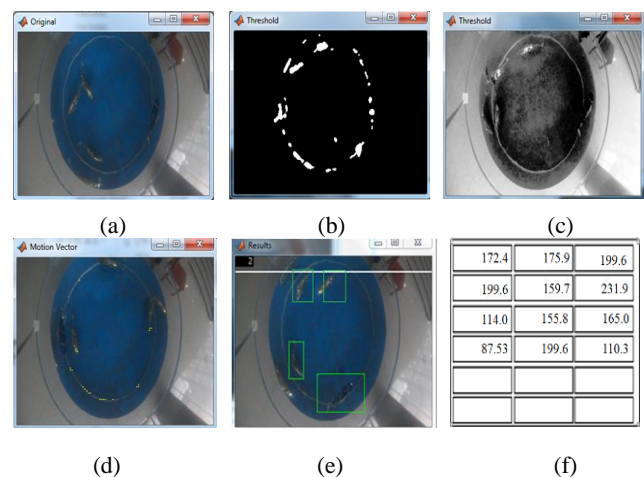 Original
Threshold
Threshold
(a)
(b)
(c)
Motion Vector
Results
2
172.4 175.9 199.6
199.6 159.7 231.9
114.0 155.8 165.0
87.53 199.6 110.3
(d)
(e)
(f)